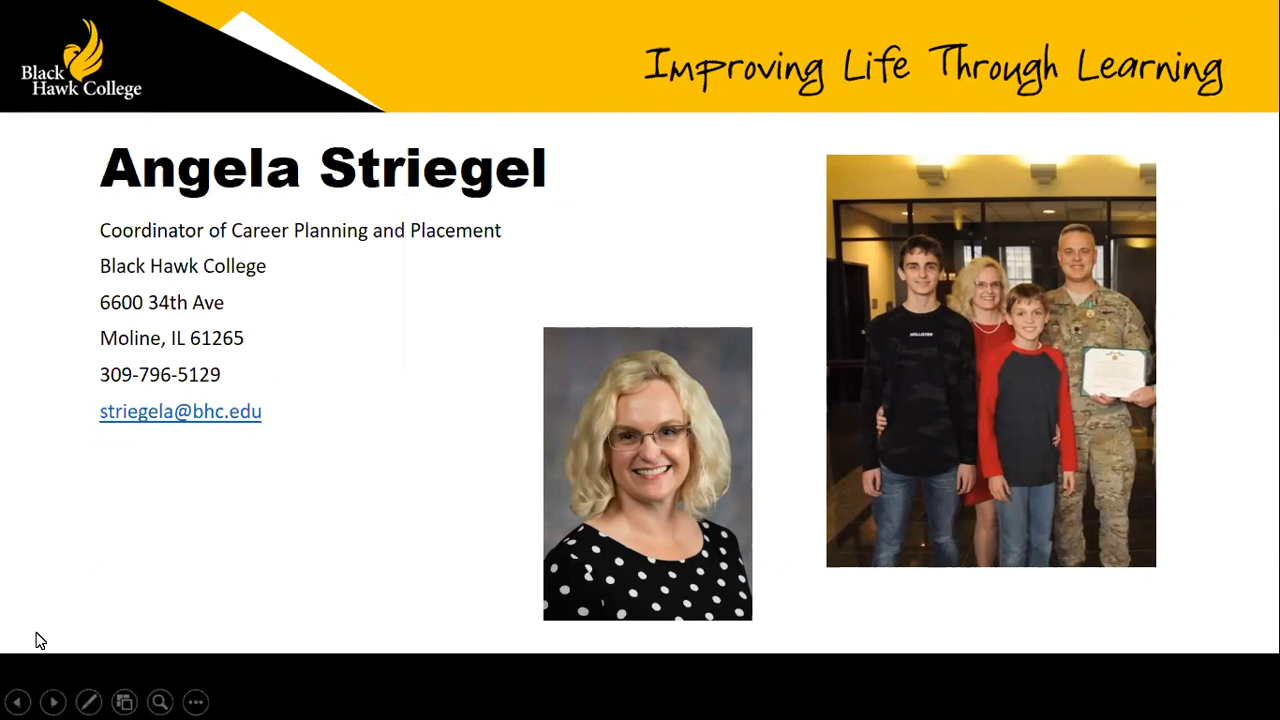 Black
Hawk College
Improving Life Through Learning
Angela Striegel
Coordinator of Career Planning and Placement
Black Hawk College
6600 34th Ave
Moline, IL 61265
309-796-5129
striegela@bhc.edu
HOLLISTER